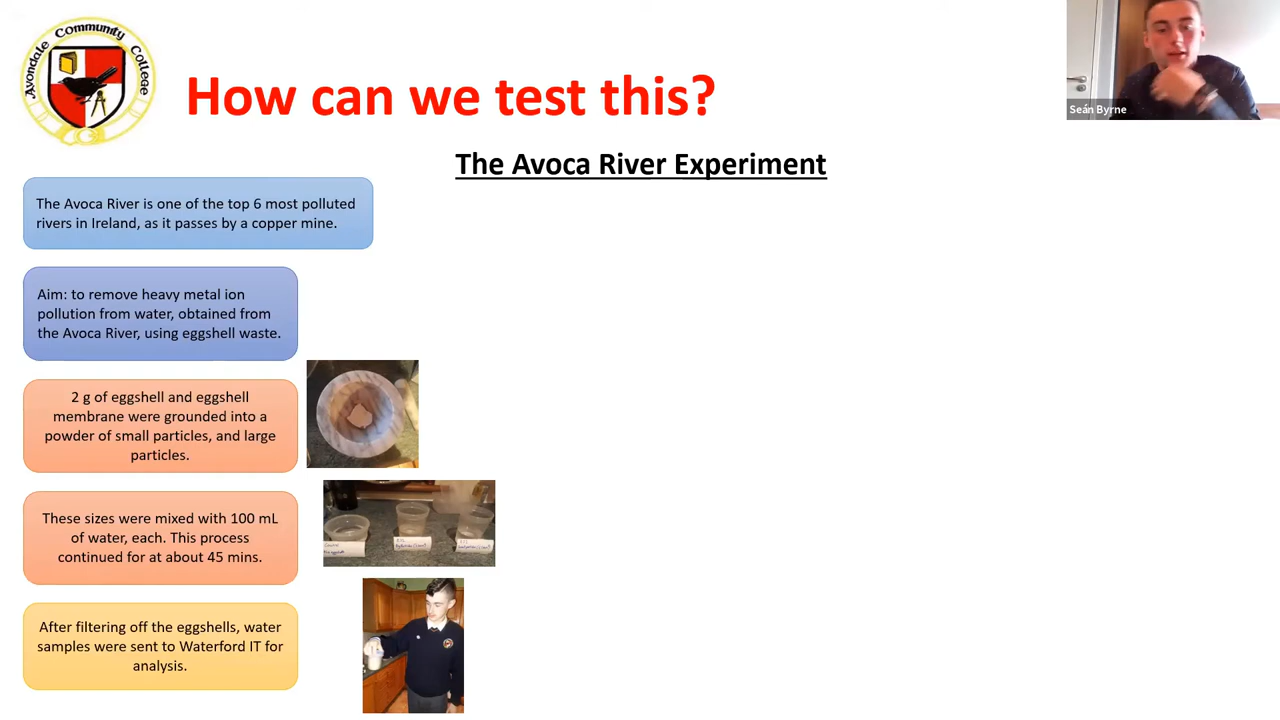 Avondale Community College
How can we test this?
Seán Byrne
The Avoca River Experiment
The Avoca River is one of the top 6 most polluted
rivers in Ireland, as it passes by a copper mine.
Aim: to remove heavy metal ion
pollution from water, obtained from
the Avoca River, using eggshell waste.
2 g of eggshell and eggshell
membrane were grounded into a
powder of small particles, and large
particles.
These sizes were mixed with 100 mL
of water, each. This process
continued for at about 45 mins.
After filtering off the eggshells, water
samples were sent to Waterford IT for
analysis.